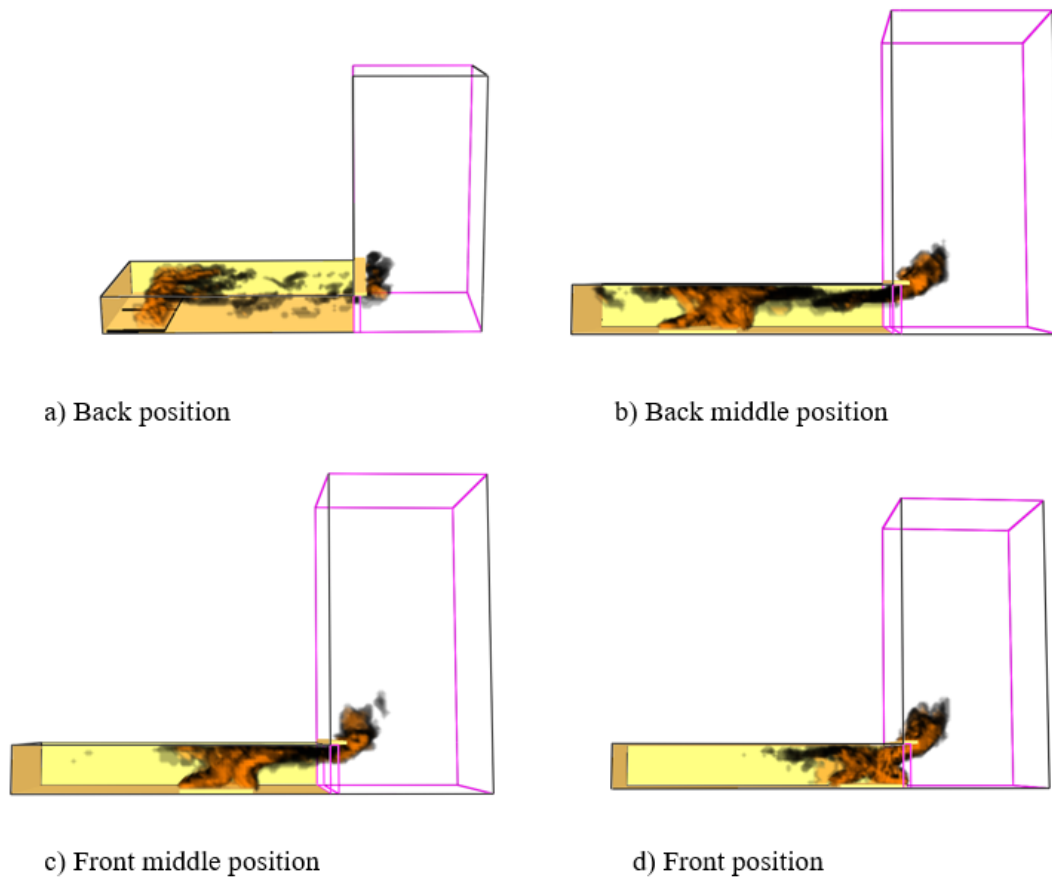 a) Back position
b) Back middle position
c) Front middle position
d) Front position